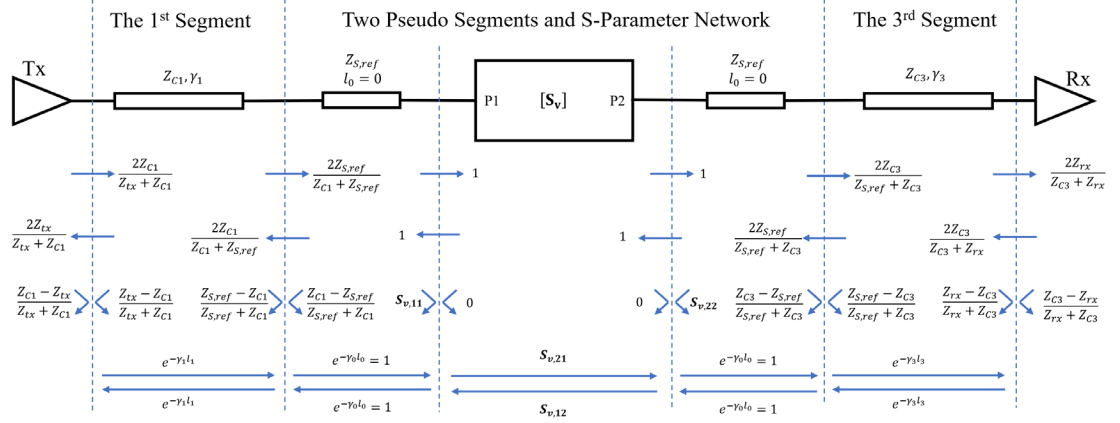 The 1st Segment Two Pseudo Segments and S-Parameter Network The 3rd Segment
Tx Z_{C1}, γ_1 Z_{S,ref} l_0 = 0 P1 [S_v] P2 Z_{S,ref} l_0 = 0 Z_{C3}, γ_3 Rx
2Z_{C1}/(Z_{tx} + Z_{C1}) 2Z_{S,ref}/(Z_{C1} + Z_{S,ref}) 1 1 2Z_{C3}/(Z_{S,ref} + Z_{C3}) 2Z_{rx}/(Z_{C3} + Z_{rx})
2Z_{tx}/(Z_{tx} + Z_{C1}) 2Z_{C1}/(Z_{C1} + Z_{S,ref}) 1 1 2Z_{S,ref}/(Z_{S,ref} + Z_{C3}) 2Z_{C3}/(Z_{C3} + Z_{rx})
(Z_{C1} − Z_{tx})/(Z_{tx} + Z_{C1}) (Z_{tx} − Z_{C1})/(Z_{tx} + Z_{C1}) (Z_{S,ref} − Z_{C1})/(Z_{S,ref} + Z_{C1}) (Z_{C1} − Z_{S,ref})/(Z_{S,ref} + Z_{C1}) S_{v,11} 0 0 S_{v,22} (Z_{C3} − Z_{S,ref})/(Z_{S,ref} + Z_{C3}) (Z_{S,ref} − Z_{C3})/(Z_{S,ref} + Z_{C3}) (Z_{rx} − Z_{C3})/(Z_{rx} + Z_{C3}) (Z_{C3} − Z_{rx})/(Z_{rx} + Z_{C3})
e^{−γ_1 l_1} e^{−γ_0 l_0} = 1 S_{v,21} e^{−γ_0 l_0} = 1 e^{−γ_3 l_3}
e^{−γ_1 l_1} e^{−γ_0 l_0} = 1 S_{v,12} e^{−γ_0 l_0} = 1 e^{−γ_3 l_3}